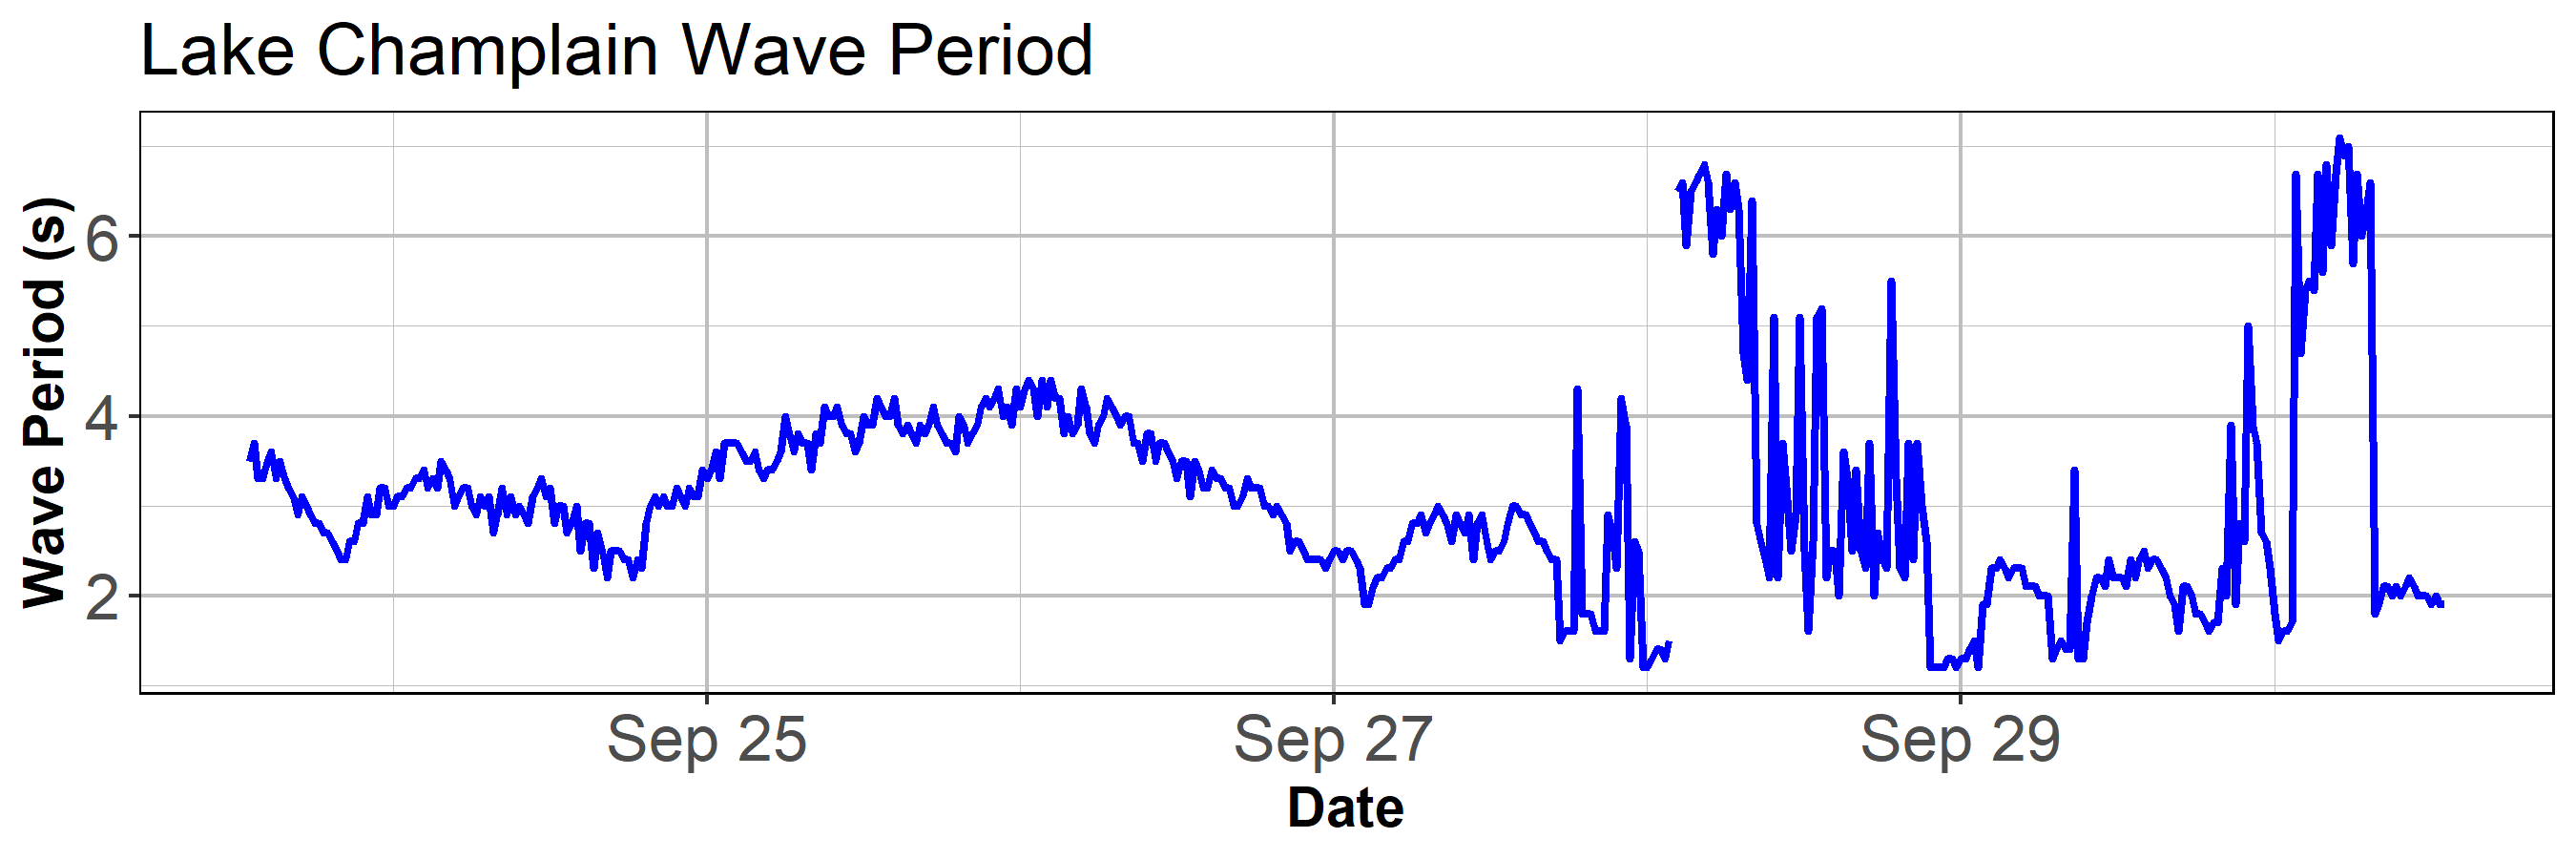 Lake Champlain Wave Period
Wave Period (s)
6
4
2
Sep 25
Sep 27
Sep 29
Date